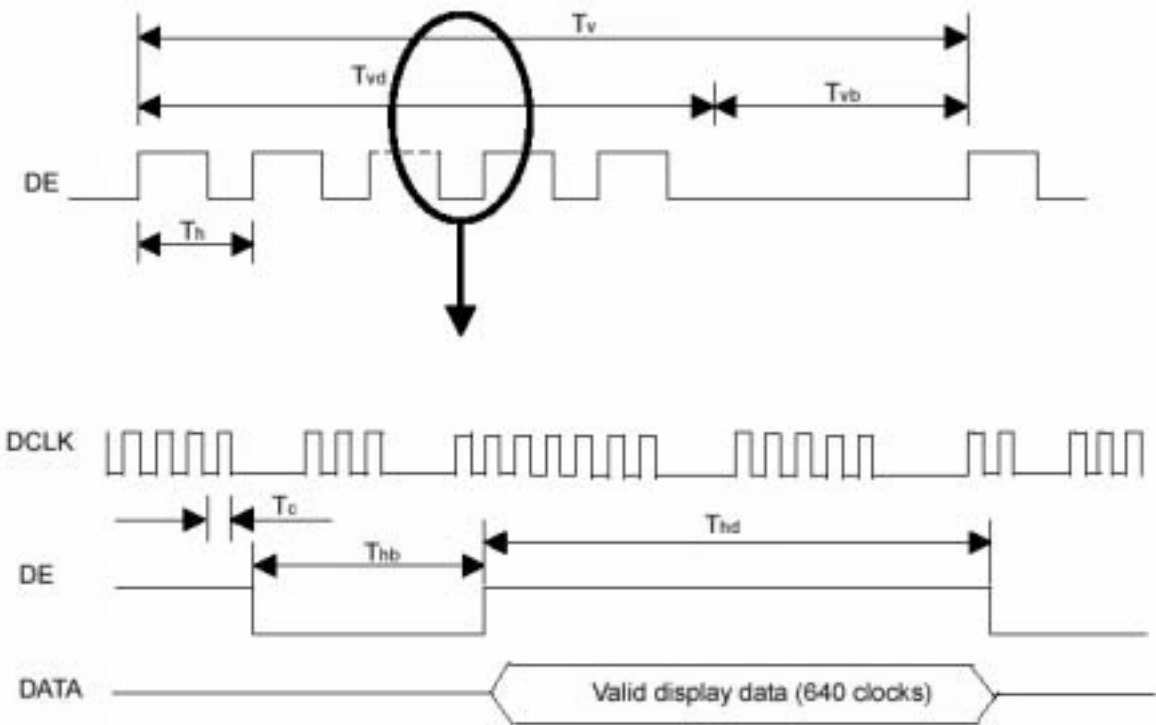 Tv
Tvd
Tvb
DE
Th
DCLK
Tc
Thd
Thb
DE
DATA
Valid display data (640 clocks)